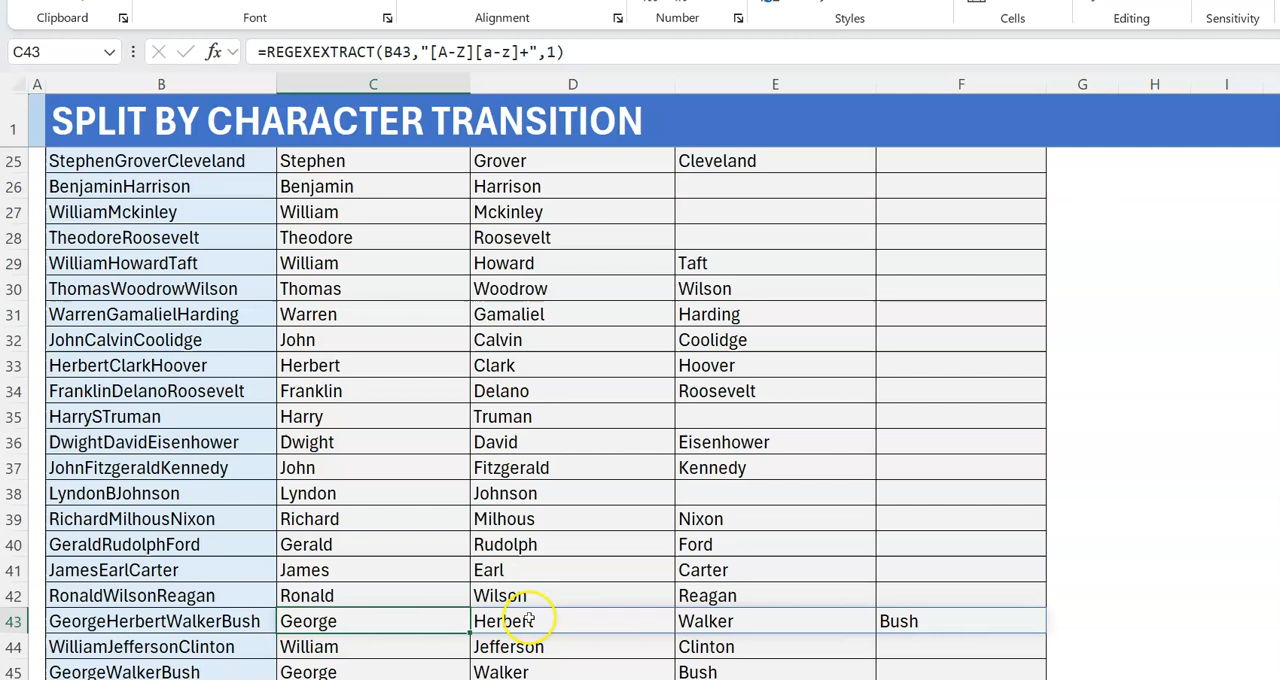 Clipboard Font Alignment Number Styles Cells Editing Sensitivity
C43 fx =REGEXEXTRACT(B43,"[A-Z][a-z]+",1)
A B C D E F G H I
1 SPLIT BY CHARACTER TRANSITION
25 StephenGroverCleveland Stephen Grover Cleveland
26 BenjaminHarrison Benjamin Harrison
27 WilliamMckinley William Mckinley
28 TheodoreRoosevelt Theodore Roosevelt
29 WilliamHowardTaft William Howard Taft
30 ThomasWoodrowWilson Thomas Woodrow Wilson
31 WarrenGamalielHarding Warren Gamaliel Harding
32 JohnCalvinCoolidge John Calvin Coolidge
33 HerbertClarkHoover Herbert Clark Hoover
34 FranklinDelanoRoosevelt Franklin Delano Roosevelt
35 HarrySTruman Harry Truman
36 DwightDavidEisenhower Dwight David Eisenhower
37 JohnFitzgeraldKennedy John Fitzgerald Kennedy
38 LyndonBJohnson Lyndon Johnson
39 RichardMilhousNixon Richard Milhous Nixon
40 GeraldRudolphFord Gerald Rudolph Ford
41 JamesEarlCarter James Earl Carter
42 RonaldWilsonReagan Ronald Wilson Reagan
43 GeorgeHerbertWalkerBush George Herbert Walker Bush
44 WilliamJeffersonClinton William Jefferson Clinton
45 GeorgeWalkerBush George Walker Bush